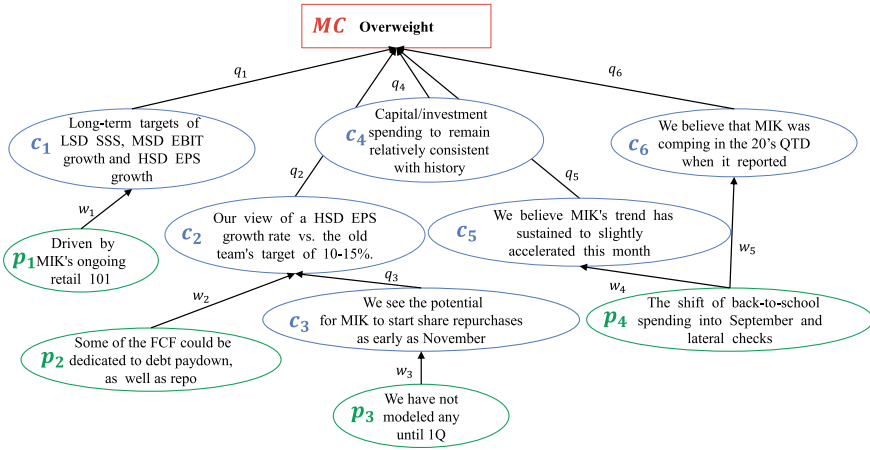 MC Overweight
q1
q4
q6
c1
Long-term targets of
LSD SSS, MSD EBIT
growth and HSD EPS
growth
c4
Capital/investment
spending to remain
relatively consistent
with history
c6
We believe that MIK was
comping in the 20's QTD
when it reported
q2
q5
w1
c2
Our view of a HSD EPS
growth rate vs. the old
team's target of 10-15%.
c5
We believe MIK's trend has
sustained to slightly
accelerated this month
w5
p1
Driven by
MIK's ongoing
retail 101
q3
w2
w4
c3
We see the potential
for MIK to start share repurchases
as early as November
p4
The shift of back-to-school
spending into September and
lateral checks
p2
Some of the FCF could be
dedicated to debt paydown,
as well as repo
w3
p3
We have not
modeled any
until 1Q